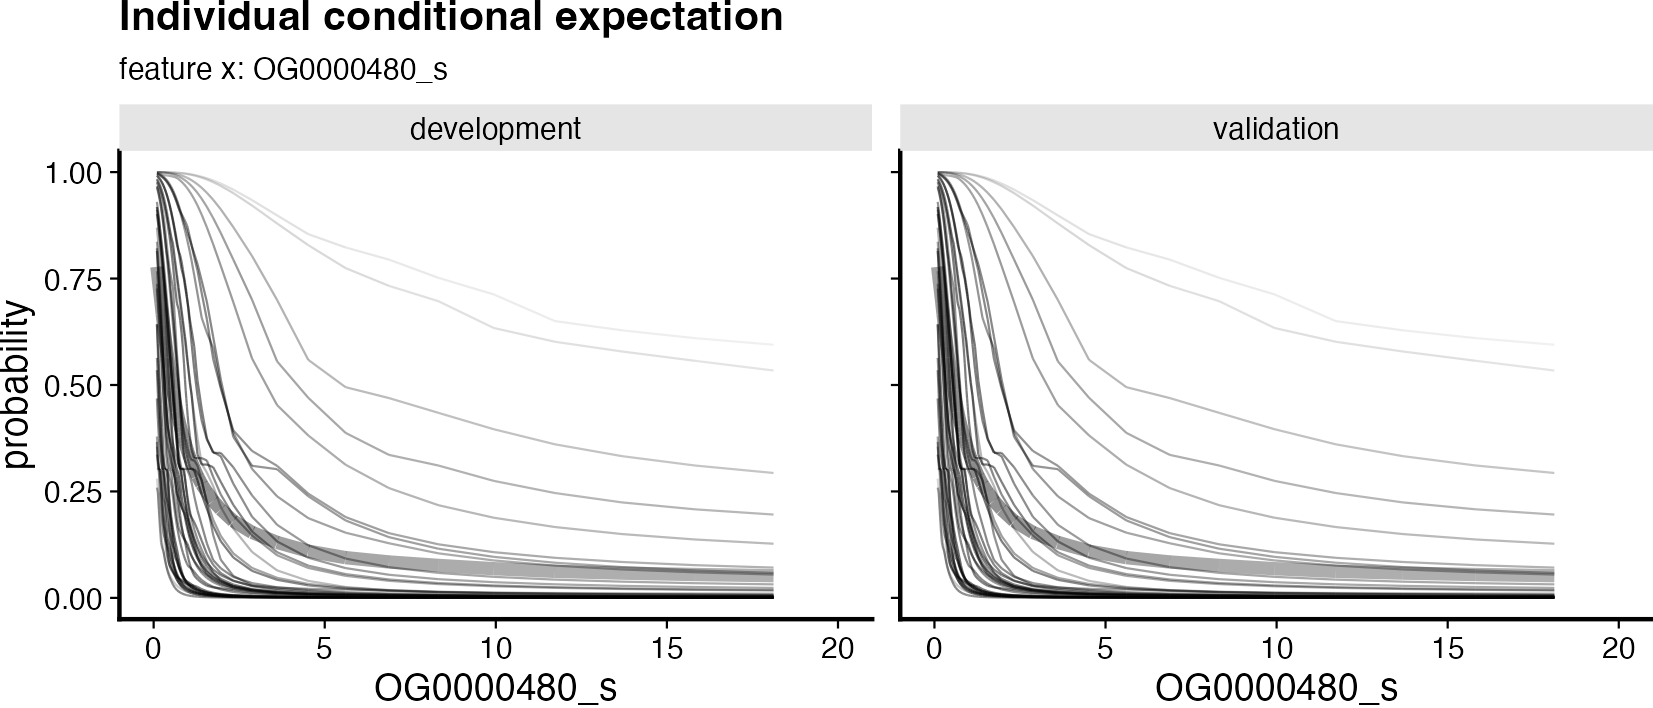 Individual conditional expectation
feature x: OG0000480_s
development
validation
probability
1.00
0.75
0.50
0.25
0.00
0 5 10 15 20
0 5 10 15 20
OG0000480_s
OG0000480_s